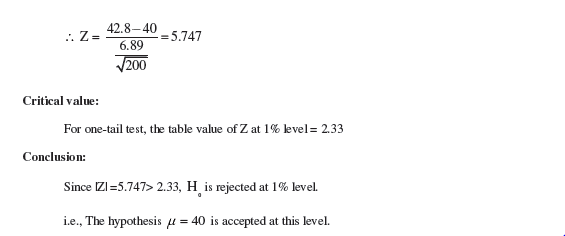 ∴ Z = (42.8−40)/(6.89/√200) = 5.747
Critical value:
For one-tail test, the table value of Z at 1% level = 2.33
Conclusion:
Since |Z| =5.747> 2.33, H₀ is rejected at 1% level.
i.e., The hypothesis μ = 40 is accepted at this level.